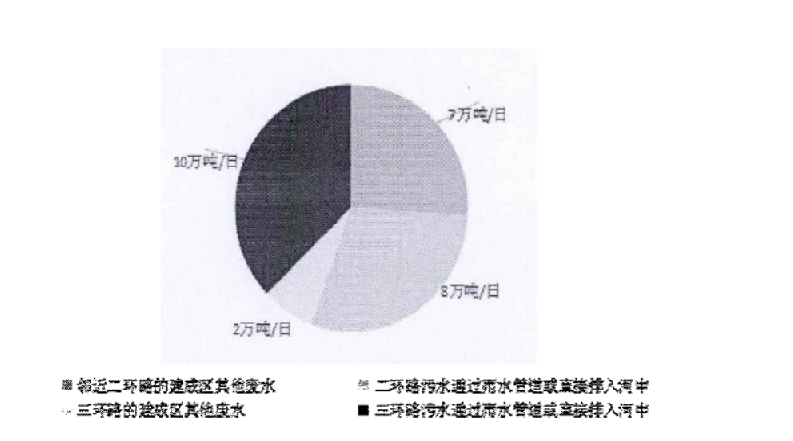 7万吨/日
10万吨/日
8万吨/日
2万吨/日
邻近二环路的建成区其他废水
二环路污水通过雨水管道或直接排入河中
三环路的建成区其他废水
三环路污水通过雨水管道或直接排入河中